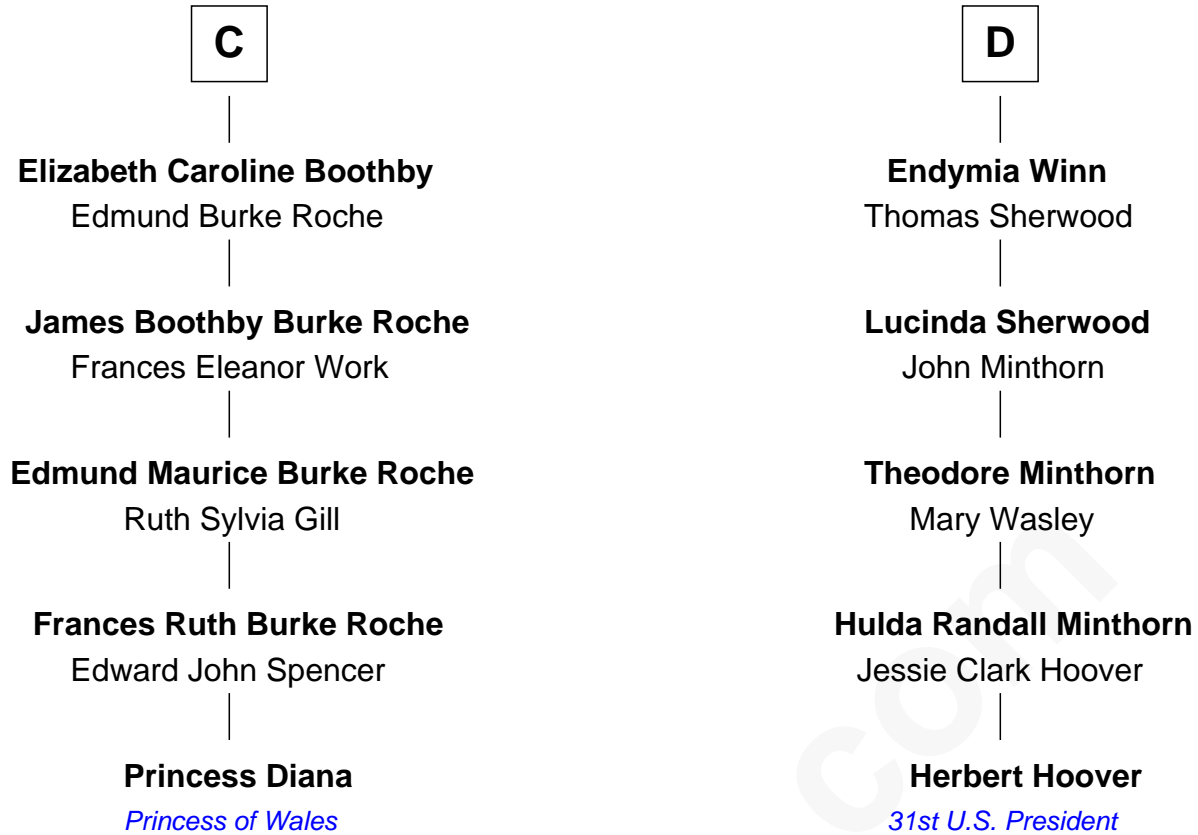 C
Elizabeth Caroline Boothby
Edmund Burke Roche
James Boothby Burke Roche
Frances Eleanor Work
Edmund Maurice Burke Roche
Ruth Sylvia Gill
Frances Ruth Burke Roche
Edward John Spencer
Princess Diana
Princess of Wales
D
Endymia Winn
Thomas Sherwood
Lucinda Sherwood
John Minthorn
Theodore Minthorn
Mary Wasley
Hulda Randall Minthorn
Jessie Clark Hoover
Herbert Hoover
31st U.S. President
com